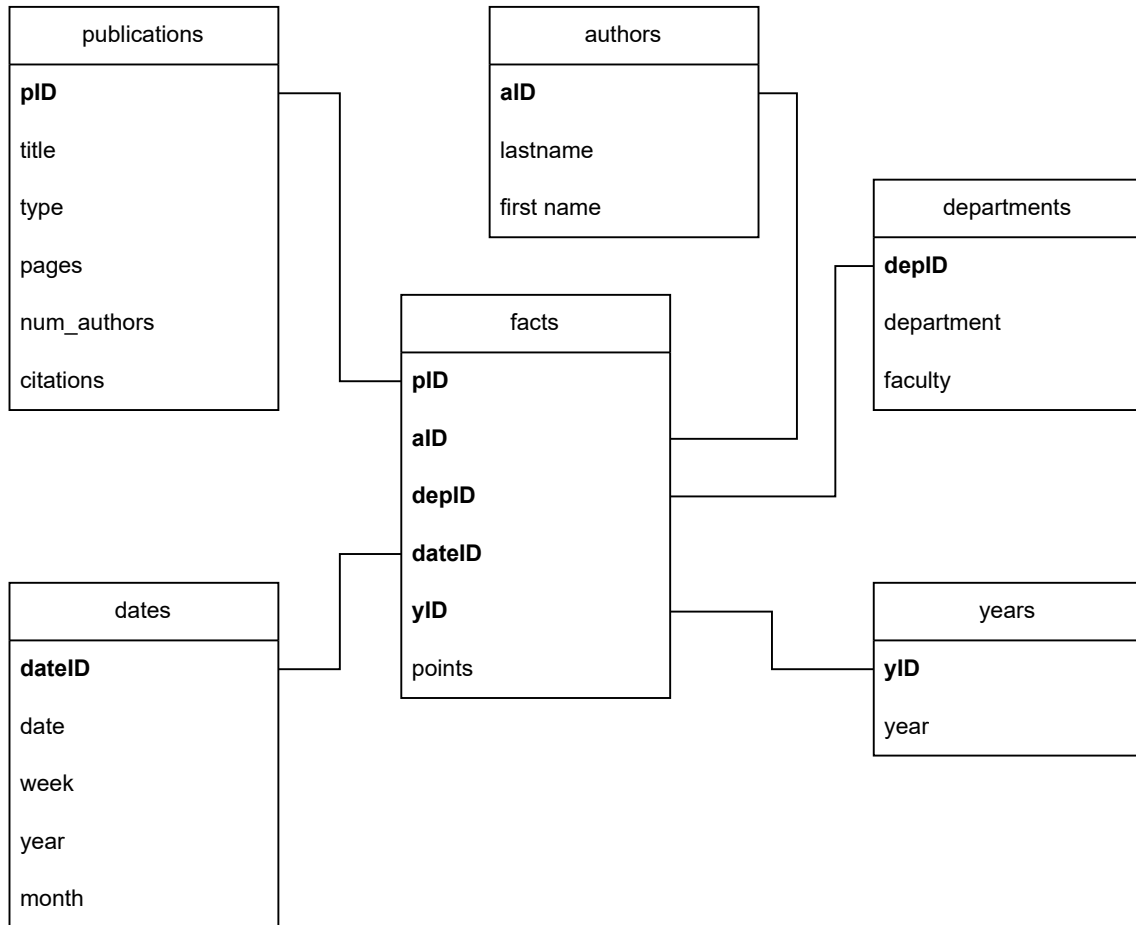 publications
pID
title
type
pages
num_authors
citations
authors
aID
lastname
first name
departments
depID
department
faculty
facts
pID
aID
depID
dateID
yID
points
dates
dateID
date
week
year
month
years
yID
year